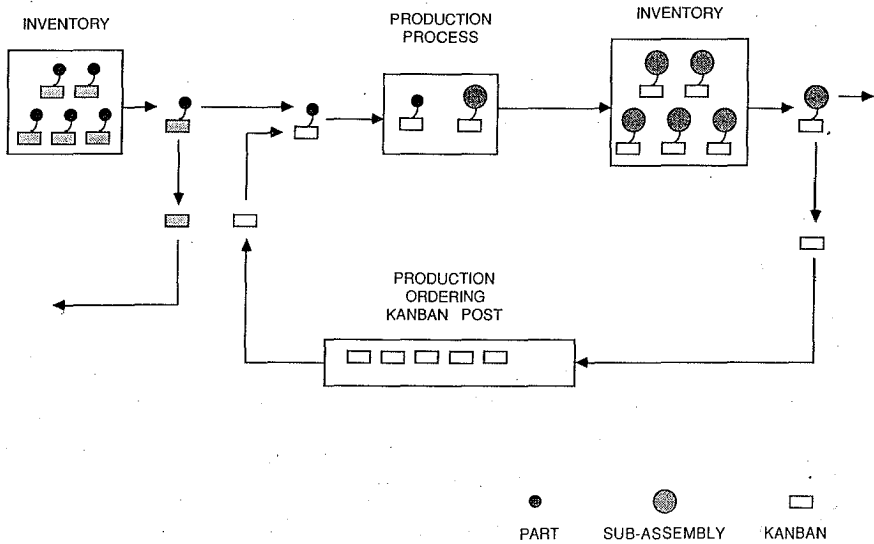 INVENTORY
PRODUCTION
PROCESS
INVENTORY
PRODUCTION
ORDERING
KANBAN POST
PART
SUB-ASSEMBLY
KANBAN